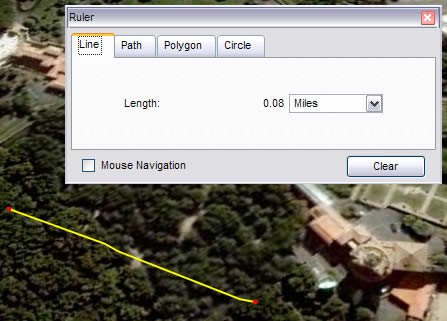 Ruler
Line Path Polygon Circle
Length: 0.08 Miles
Mouse Navigation Clear